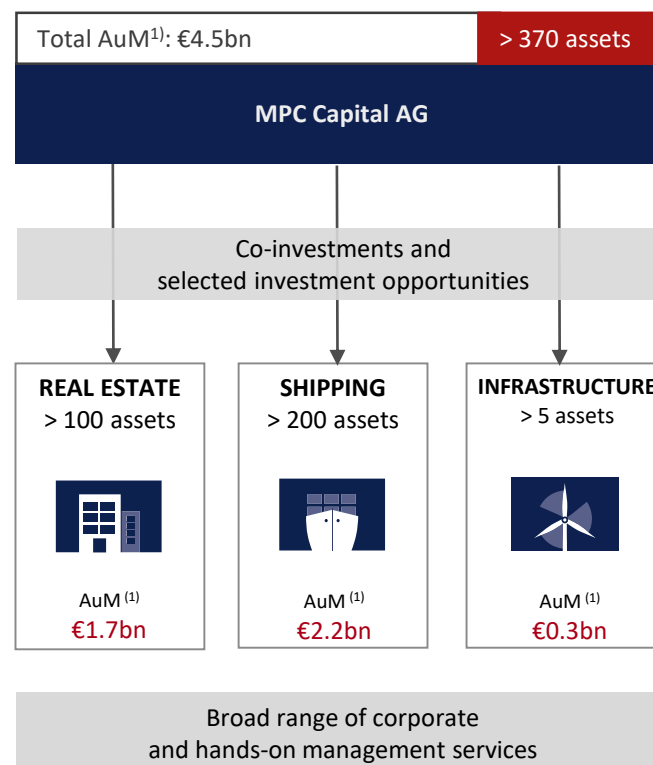 Total AuM1): €4.5bn
> 370 assets
MPC Capital AG
Co-investments and
selected investment opportunities
REAL ESTATE
> 100 assets
AuM (1)
€1.7bn
SHIPPING
> 200 assets
AuM (1)
€2.2bn
INFRASTRUCTURE
> 5 assets
AuM (1)
€0.3bn
Broad range of corporate
and hands-on management services